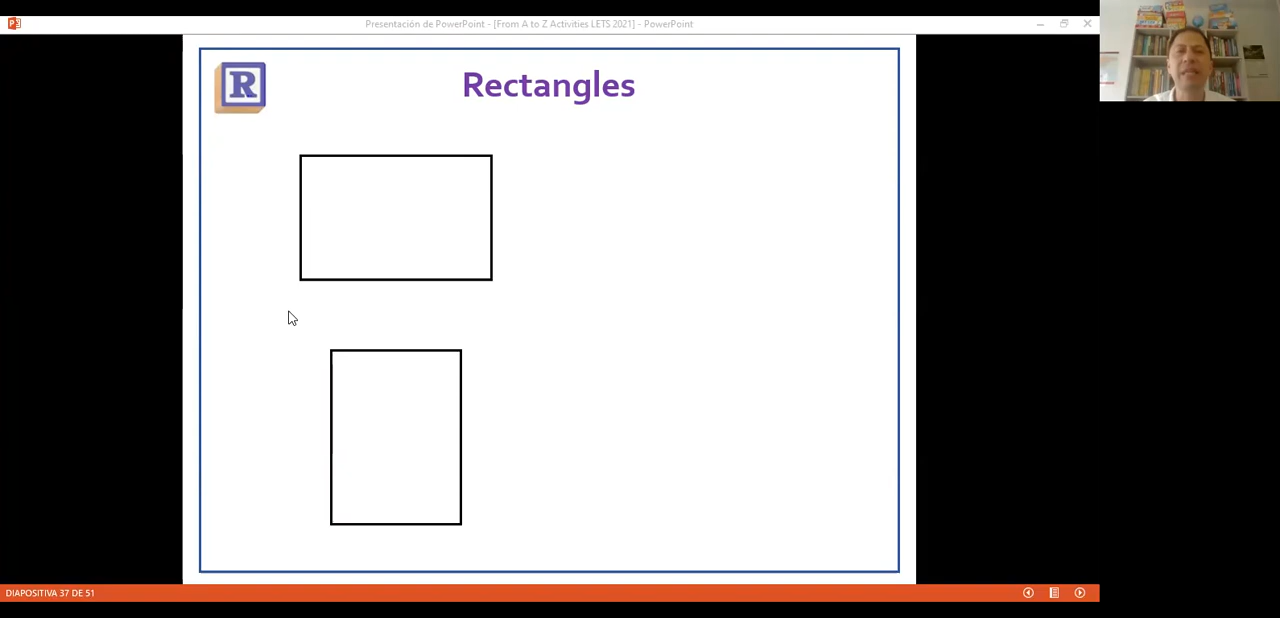 Presentación de PowerPoint - [From A to Z Activities LETS 2021] - PowerPoint
R
Rectangles
DIAPOSITIVA 37 DE 51